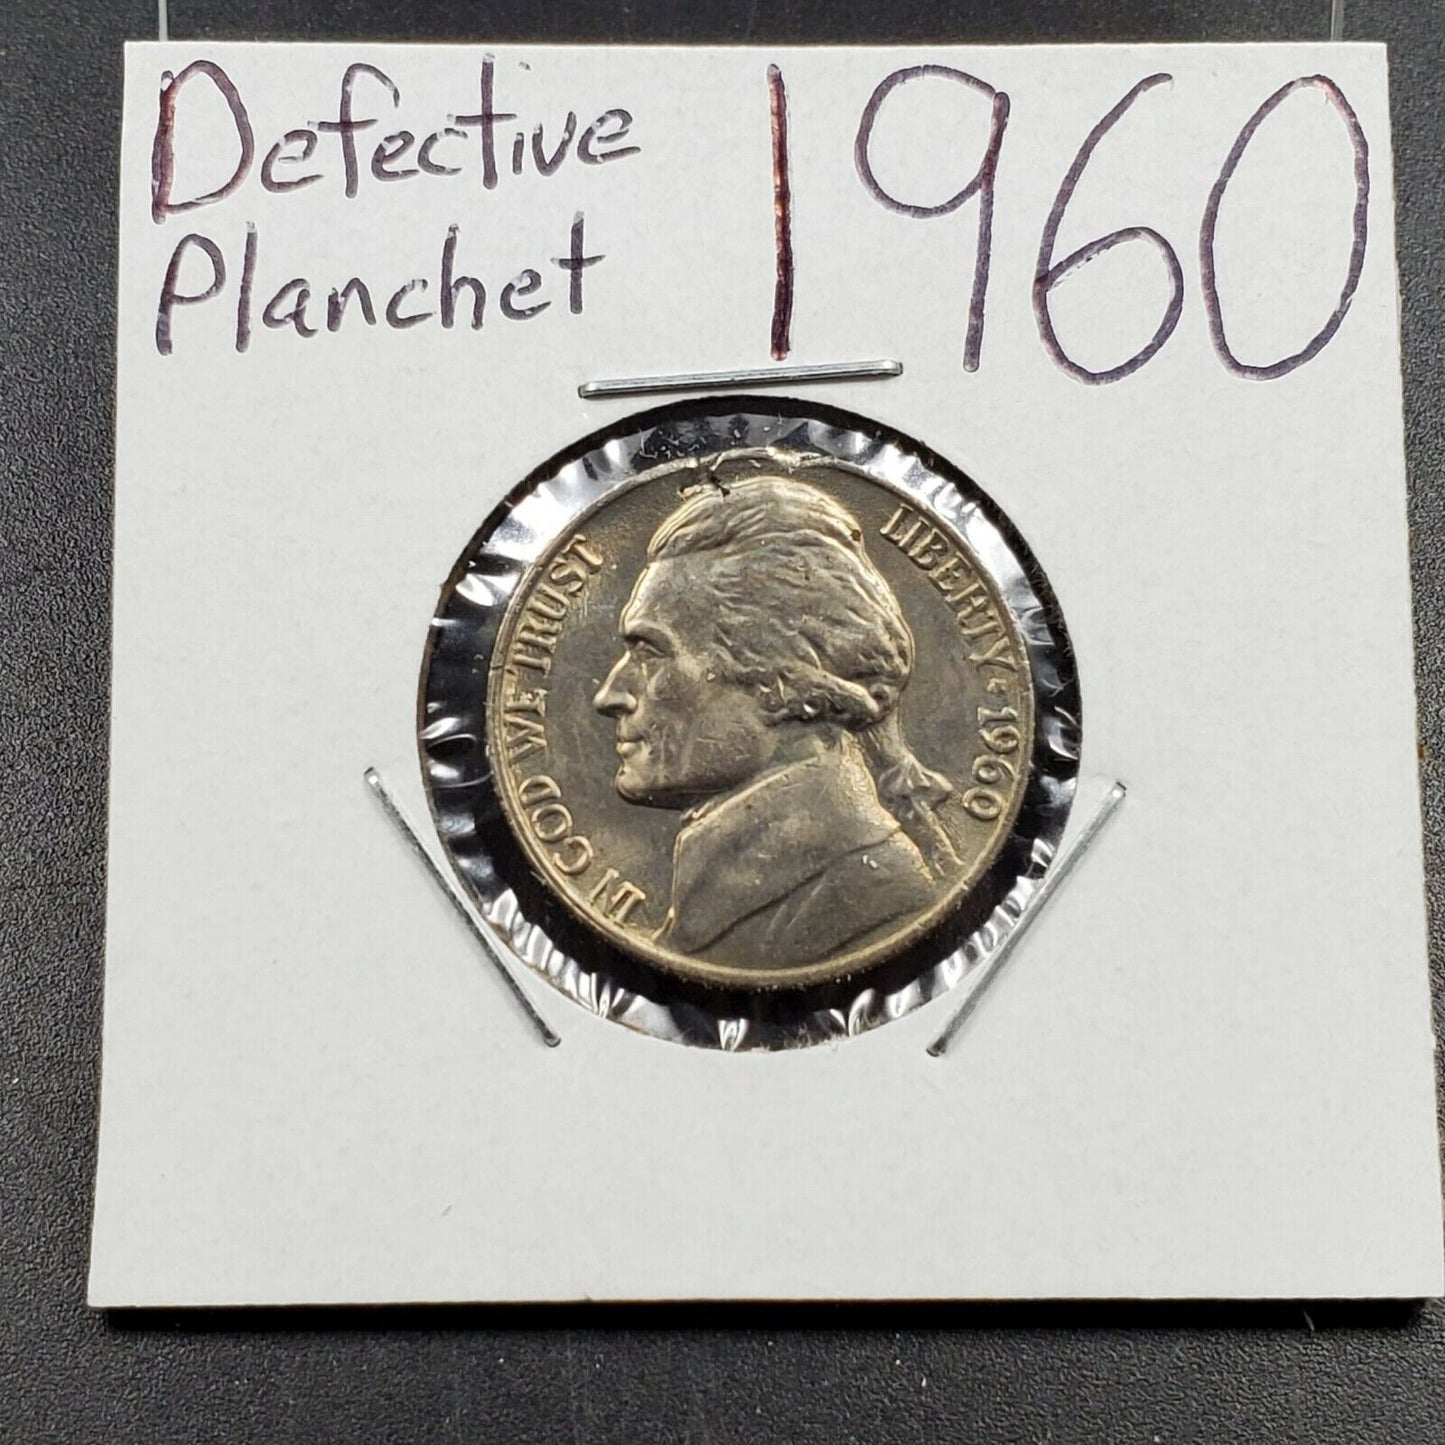 Defective 1960
Planchet
IN GOD WE TRUST
LIBERTY ★ 1960